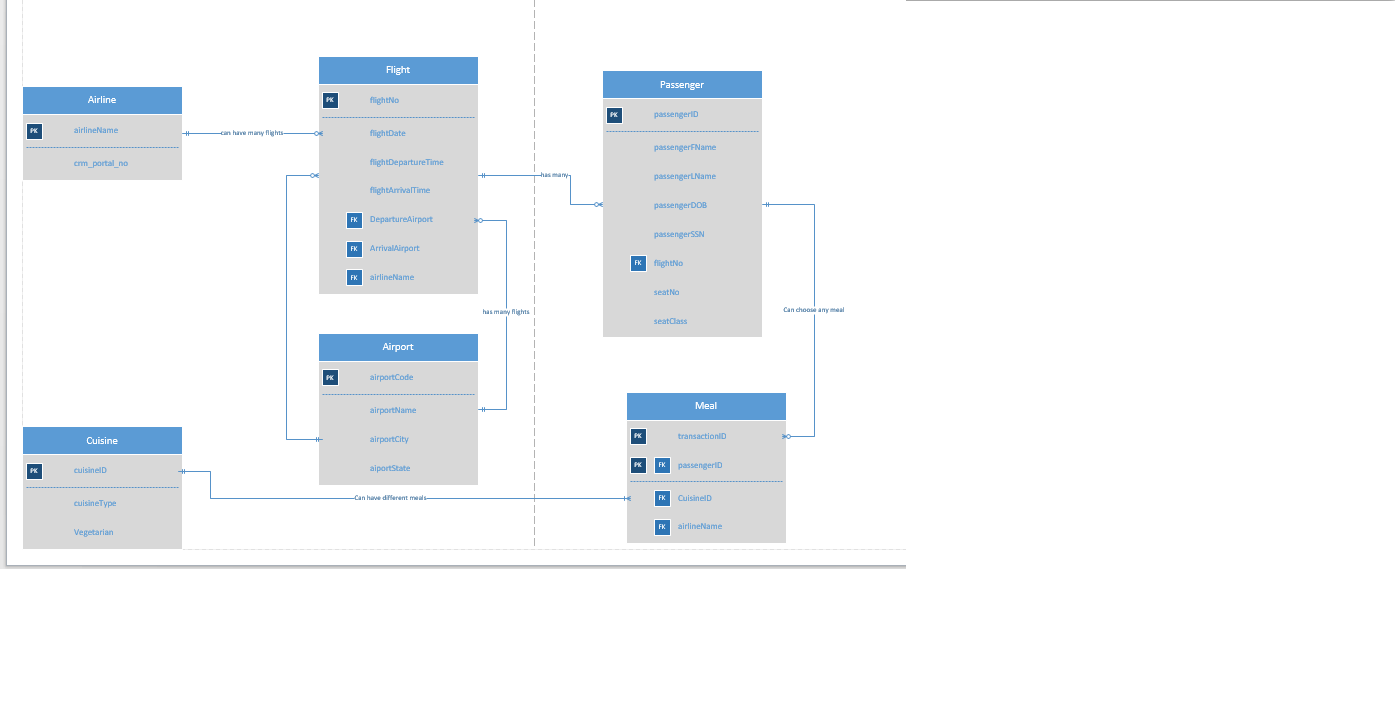 Airline
PK airlineName
crm_portal_no
can have many flights
Flight
PK flightNo
flightDate
flightDepartureTime
flightArrivalTime
FK DepartureAirport
FK ArrivalAirport
FK airlineName
has many
Passenger
PK passengerID
passengerFName
passengerLName
passengerDOB
passengerSSN
FK flightNo
seatNo
seatClass
has many flights
Can choose any meal
Airport
PK airportCode
airportName
airportCity
aiportState
Cuisine
PK cuisineID
cuisineType
Vegetarian
Can have different meals
Meal
PK transactionID
PK FK passengerID
FK CuisineID
FK airlineName